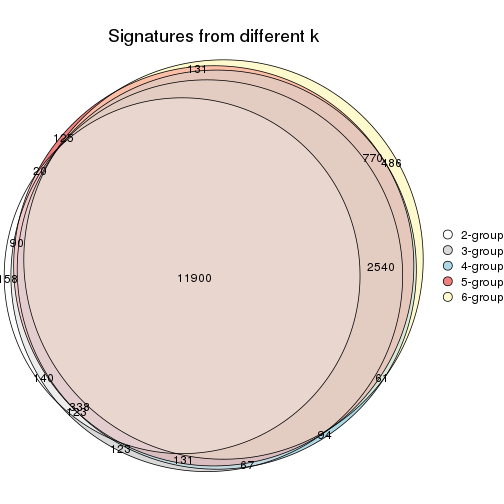 Signatures from different k
131
125
770
486
20
90
2540
158
11900
140
61
338
123
123
94
131
67
2-group
3-group
4-group
5-group
6-group